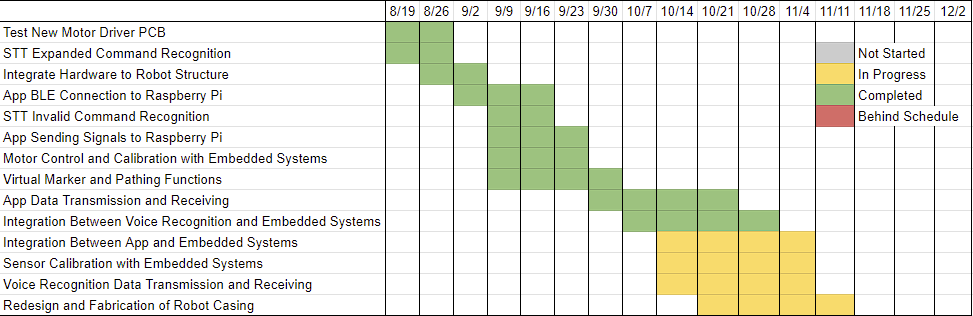 8/19 8/26 9/2 9/9 9/16 9/23 9/30 10/7 10/14 10/21 10/28 11/4 11/11 11/18 11/25 12/2
Test New Motor Driver PCB
STT Expanded Command Recognition Not Started
Integrate Hardware to Robot Structure In Progress
App BLE Connection to Raspberry Pi Completed
STT Invalid Command Recognition Behind Schedule
App Sending Signals to Raspberry Pi
Motor Control and Calibration with Embedded Systems
Virtual Marker and Pathing Functions
App Data Transmission and Receiving
Integration Between Voice Recognition and Embedded Systems
Integration Between App and Embedded Systems
Sensor Calibration with Embedded Systems
Voice Recognition Data Transmission and Receiving
Redesign and Fabrication of Robot Casing